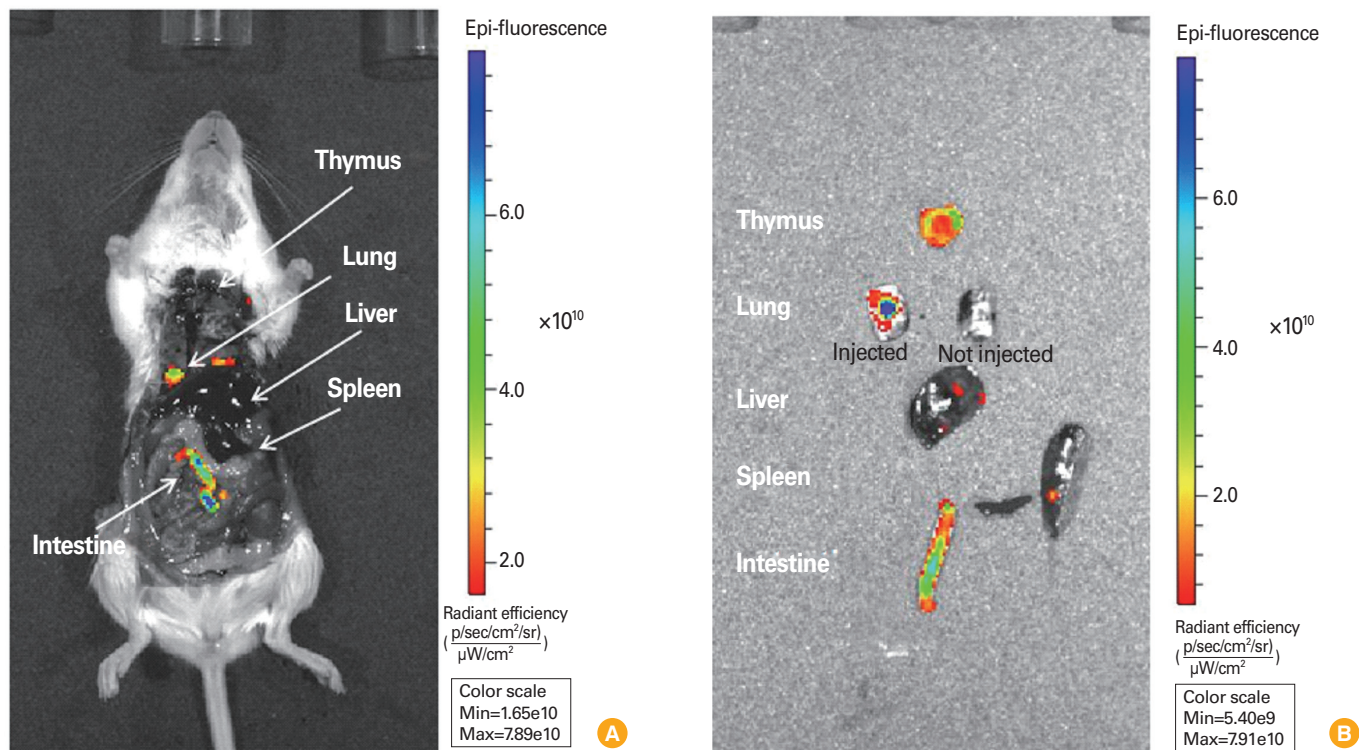 Epi-fluorescence
Thymus
Lung
Liver
Spleen
Intestine
6.0
4.0
2.0
×10¹⁰
Radiant efficiency
(p/sec/cm²/sr)
μW/cm²
Color scale
Min=1.65e10
Max=7.89e10
A
Epi-fluorescence
Thymus
Lung
Injected Not injected
Liver
Spleen
Intestine
6.0
4.0
2.0
×10¹⁰
Radiant efficiency
(p/sec/cm²/sr)
μW/cm²
Color scale
Min=5.40e9
Max=7.91e10
B